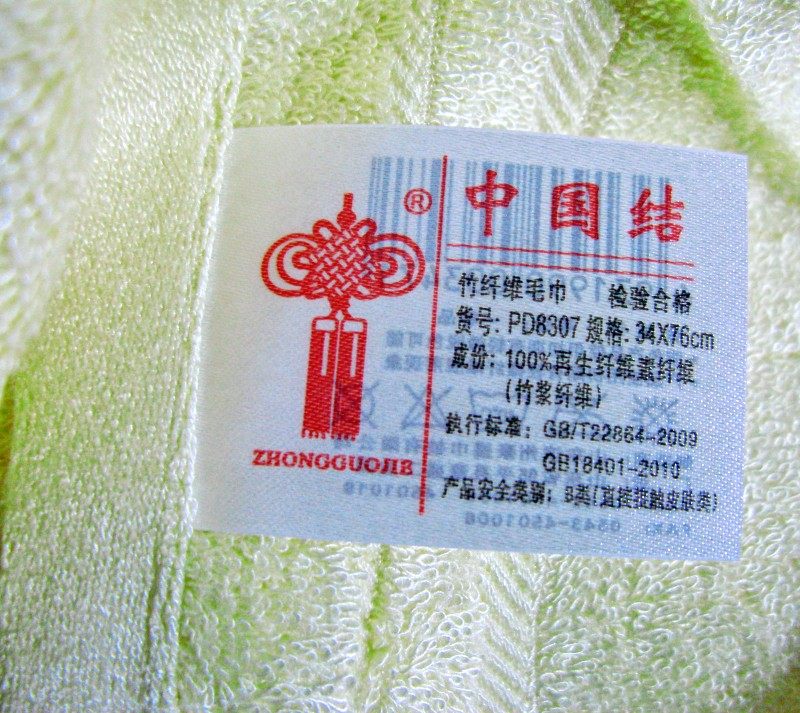 ®
中国结
竹纤维毛巾 检验合格
货号: PD8307 规格: 34X76cm
成份: 100%再生纤维素纤维
(竹浆纤维)
执行标准: GB/T22864-2009
GB18401-2010
产品安全类别: B类(直接接触皮肤类)
ZHONGGUOJIE